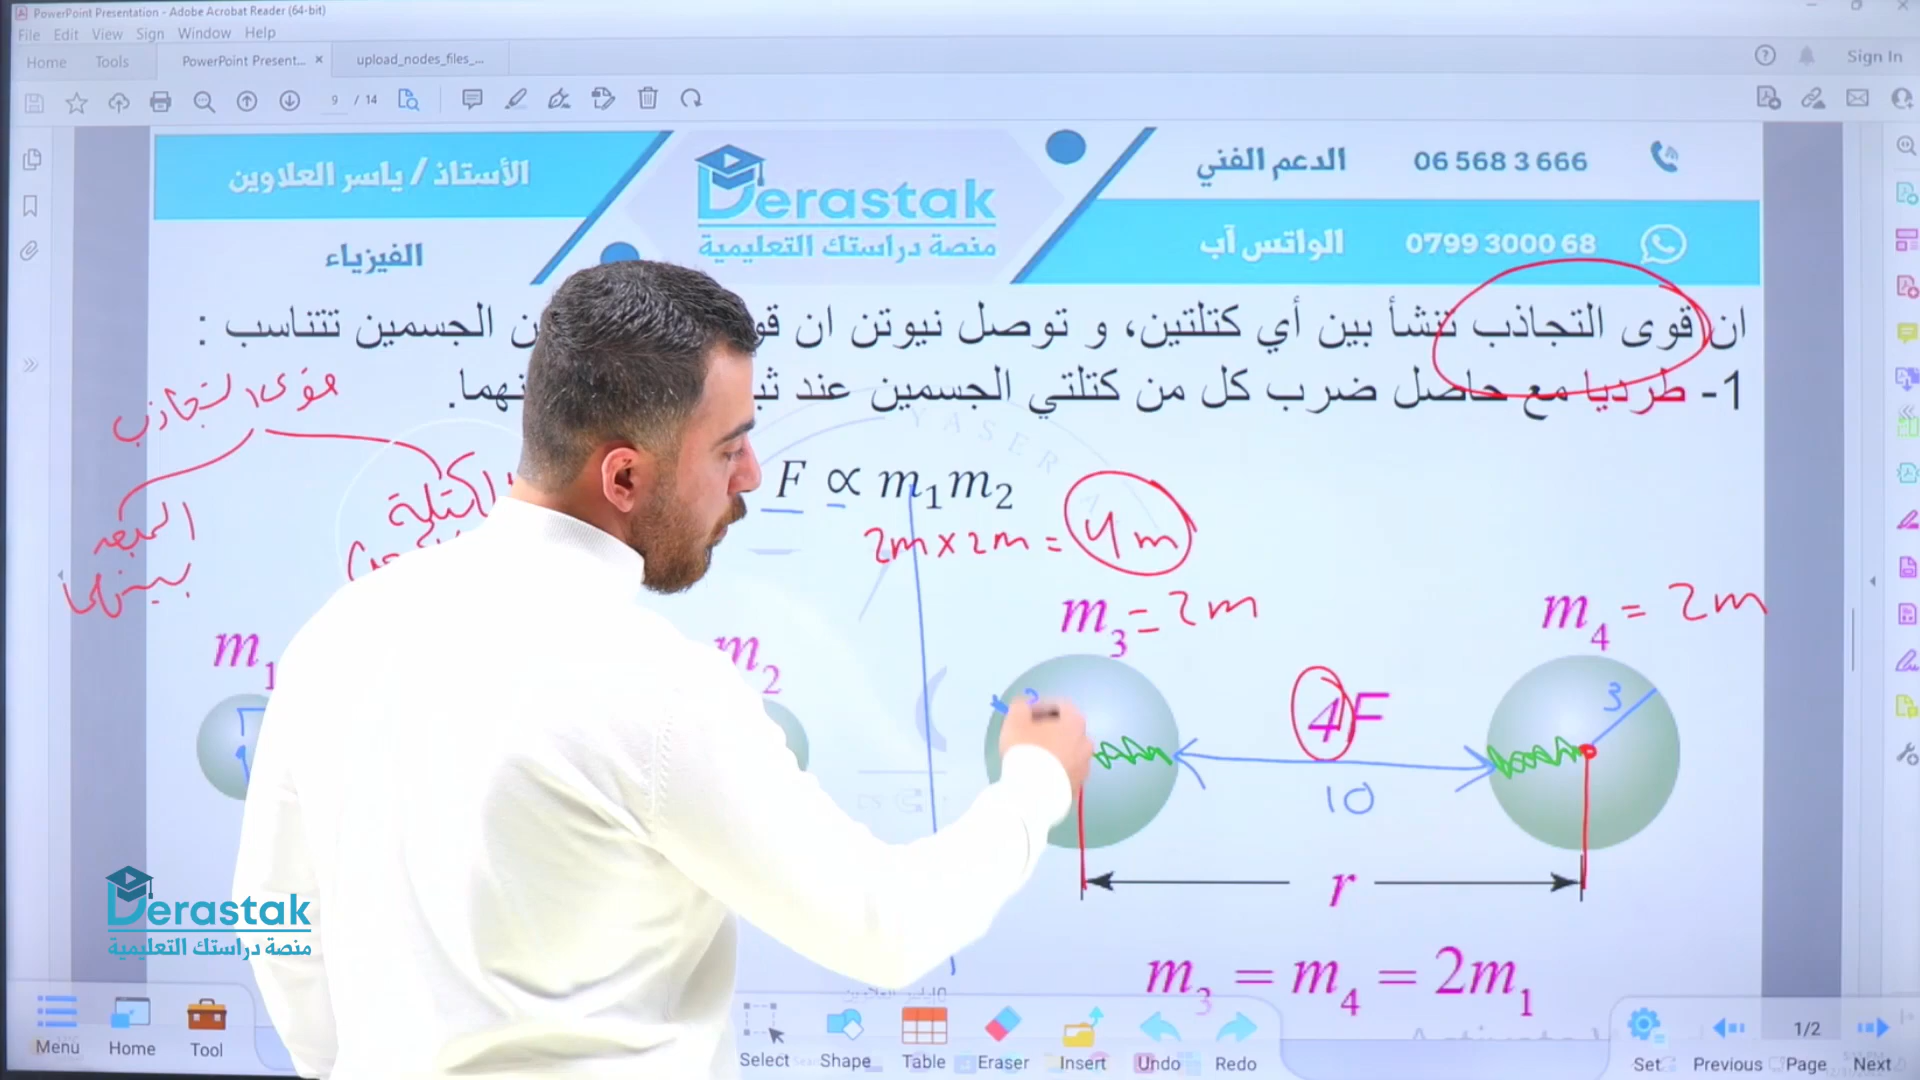 PowerPoint Presentation - Adobe Acrobat Reader (64-bit)
File Edit View Sign Window Help
Home Tools PowerPoint Present... × upload_nodes_files_... Sign In
9 / 14
الأستاذ / ياسر العلاوين
الفيزياء
Derastak
منصة دراستك التعليمية
الدعم الفني 06 568 3 666
الواتس آب 0799 3000 68
ان قوى التجاذب تنشأ بين أي كتلتين، و توصل نيوتن ان الجسمين تتناسب :
1- طرديا مع حاصل ضرب كل من كتلتي الجسمين عند
YASER
قوى التجاذب
الكتلة
بينهما
F ∝ m₁m₂
2m × 2m = 4m
m₁
m₂
m₃ = 2m
m₄ = 2m
4F
3
10
r
m₃ = m₄ = 2m₁
Derastak
منصة دراستك التعليمية
Menu Home Tool Select Shape Table Eraser Insert Undo Redo Set Previous Page Next
1/2